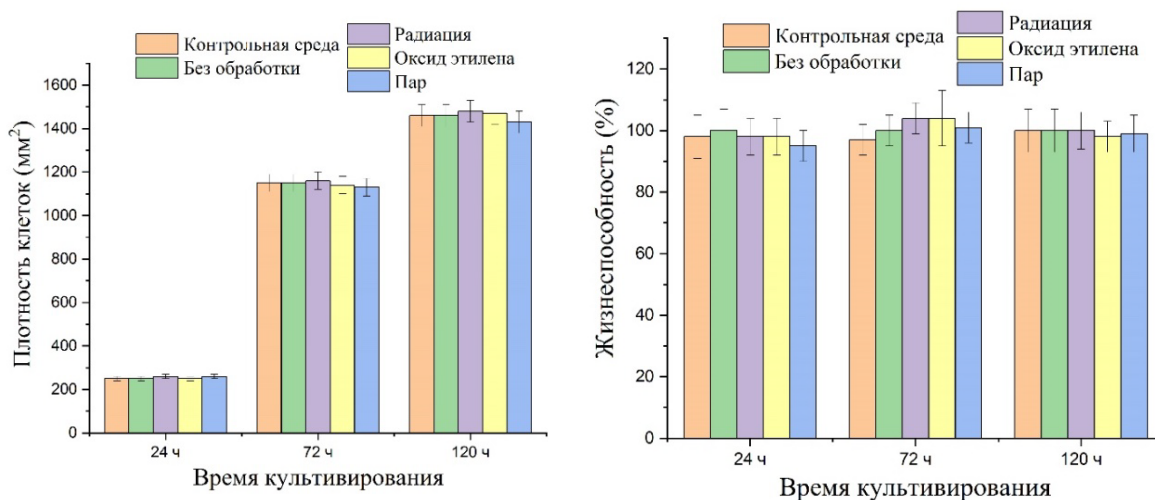 Контрольная среда
Без обработки
Радиация
Оксид этилена
Пар
Плотность клеток (мм²)
1600
1400
1200
1000
800
600
400
200
0
24 ч
72 ч
120 ч
Время культивирования
Контрольная среда
Без обработки
Радиация
Оксид этилена
Пар
Жизнеспособность (%)
120
100
80
60
40
20
0
24 ч
72 ч
120 ч
Время культивирования